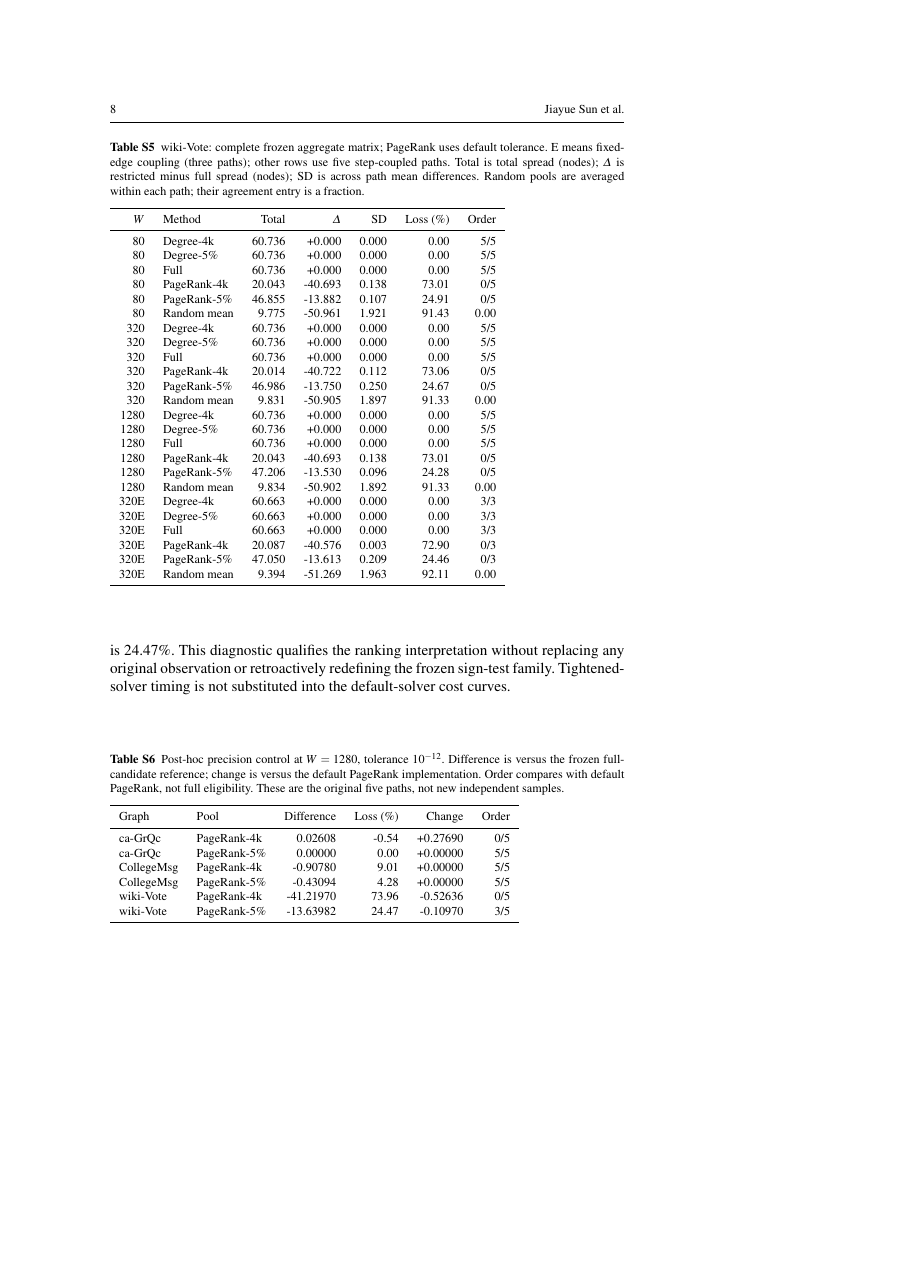 8 Jiayue Sun et al.
Table S5 wiki-Vote: complete frozen aggregate matrix; PageRank uses default tolerance. E means fixed-
edge coupling (three paths); other rows use five step-coupled paths. Total is total spread (nodes); Δ is
restricted minus full spread (nodes); SD is across path mean differences. Random pools are averaged
within each path; their agreement entry is a fraction.
W Method Total Δ SD Loss (%) Order
80 Degree-4k 60.736 +0.000 0.000 0.00 5/5
80 Degree-5% 60.736 +0.000 0.000 0.00 5/5
80 Full 60.736 +0.000 0.000 0.00 5/5
80 PageRank-4k 20.043 -40.693 0.138 73.01 0/5
80 PageRank-5% 46.855 -13.882 0.107 24.91 0/5
80 Random mean 9.775 -50.961 1.921 91.43 0.00
320 Degree-4k 60.736 +0.000 0.000 0.00 5/5
320 Degree-5% 60.736 +0.000 0.000 0.00 5/5
320 Full 60.736 +0.000 0.000 0.00 5/5
320 PageRank-4k 20.014 -40.722 0.112 73.06 0/5
320 PageRank-5% 46.986 -13.750 0.250 24.67 0/5
320 Random mean 9.831 -50.905 1.897 91.33 0.00
1280 Degree-4k 60.736 +0.000 0.000 0.00 5/5
1280 Degree-5% 60.736 +0.000 0.000 0.00 5/5
1280 Full 60.736 +0.000 0.000 0.00 5/5
1280 PageRank-4k 20.043 -40.693 0.138 73.01 0/5
1280 PageRank-5% 47.206 -13.530 0.096 24.28 0/5
1280 Random mean 9.834 -50.902 1.892 91.33 0.00
320E Degree-4k 60.663 +0.000 0.000 0.00 3/3
320E Degree-5% 60.663 +0.000 0.000 0.00 3/3
320E Full 60.663 +0.000 0.000 0.00 3/3
320E PageRank-4k 20.087 -40.576 0.003 72.90 0/3
320E PageRank-5% 47.050 -13.613 0.209 24.46 0/3
320E Random mean 9.394 -51.269 1.963 92.11 0.00
is 24.47%. This diagnostic qualifies the ranking interpretation without replacing any
original observation or retroactively redefining the frozen sign-test family. Tightened-
solver timing is not substituted into the default-solver cost curves.
Table S6 Post-hoc precision control at W = 1280, tolerance 10⁻¹². Difference is versus the frozen full-
candidate reference; change is versus the default PageRank implementation. Order compares with default
PageRank, not full eligibility. These are the original five paths, not new independent samples.
Graph Pool Difference Loss (%) Change Order
ca-GrQc PageRank-4k 0.02608 -0.54 +0.27690 0/5
ca-GrQc PageRank-5% 0.00000 0.00 +0.00000 5/5
CollegeMsg PageRank-4k -0.90780 9.01 +0.00000 5/5
CollegeMsg PageRank-5% -0.43094 4.28 +0.00000 5/5
wiki-Vote PageRank-4k -41.21970 73.96 -0.52636 0/5
wiki-Vote PageRank-5% -13.63982 24.47 -0.10970 3/5